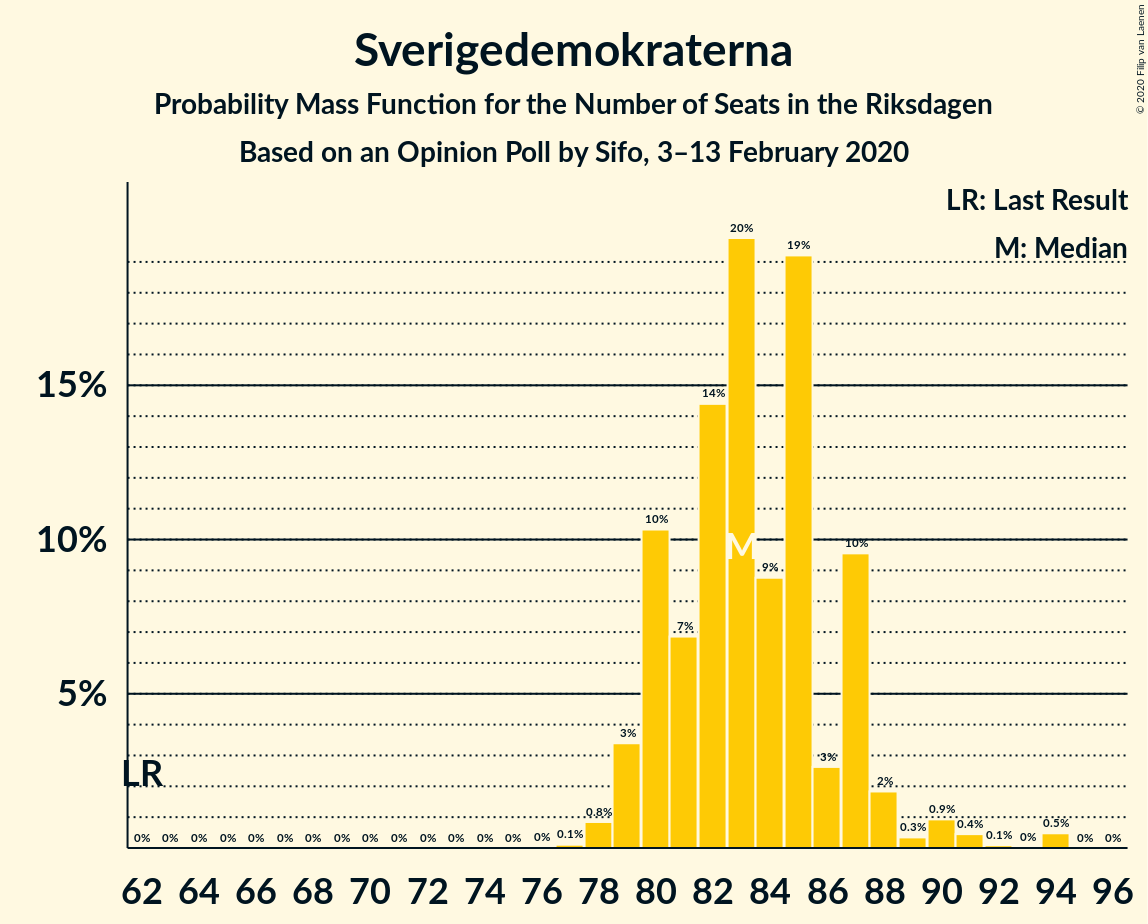 Sverigedemokraterna
Probability Mass Function for the Number of Seats in the Riksdagen
Based on an Opinion Poll by Sifo, 3–13 February 2020
© 2020 Filip van Laenen
LR: Last Result
M: Median
20%
19%
15%
14%
10%
10%
M
10%
9%
7%
5%
3%
3%
LR
2%
0% 0% 0% 0% 0% 0% 0% 0% 0% 0% 0% 0% 0% 0% 0% 0.1% 0.8% 0.3% 0.9% 0.4% 0.1% 0% 0.5% 0% 0%
62 64 66 68 70 72 74 76 78 80 82 84 86 88 90 92 94 96